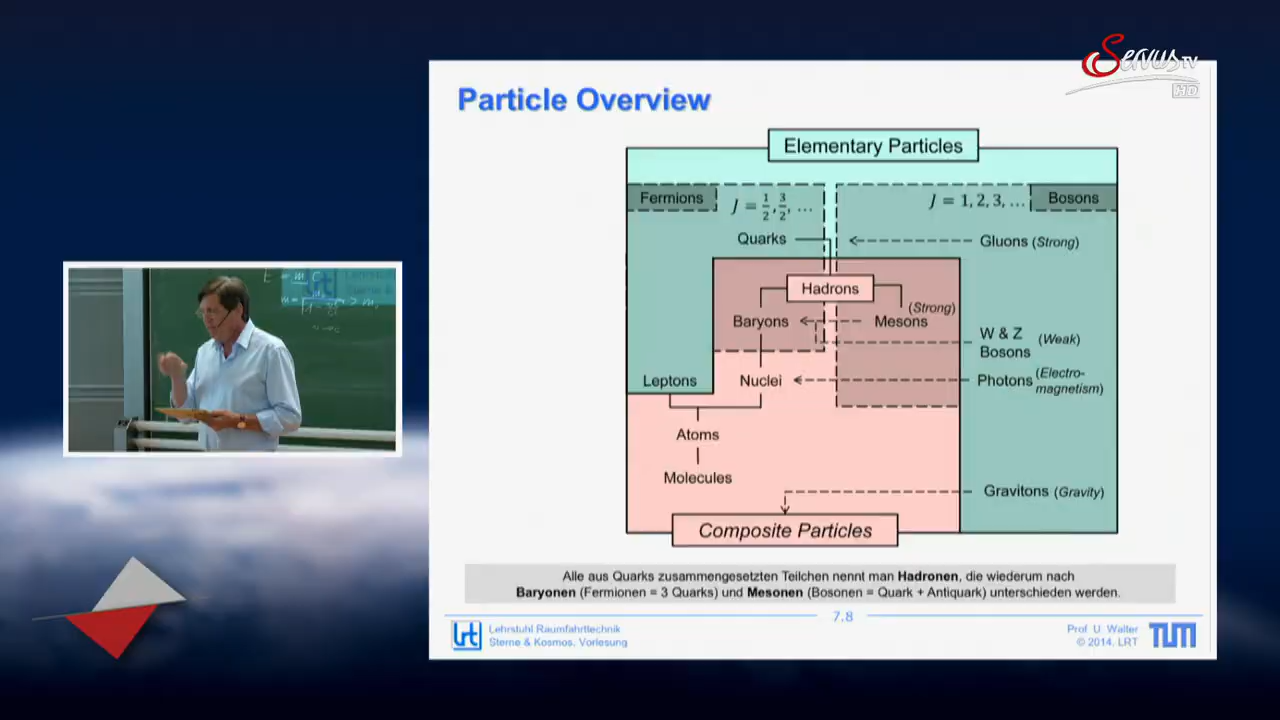 Servus TV
HD
Particle Overview
Elementary Particles
Fermions
J = 1/2, 3/2, …
J = 1, 2, 3, …
Bosons
Quarks
Gluons (Strong)
Hadrons
(Strong)
Baryons
Mesons
W & Z
Bosons
(Weak)
Leptons
Nuclei
Photons
(Electro-
magnetism)
Atoms
Molecules
Gravitons (Gravity)
Composite Particles
Alle aus Quarks zusammengesetzten Teilchen nennt man Hadronen, die wiederum nach
Baryonen (Fermionen = 3 Quarks) und Mesonen (Bosonen = Quark + Antiquark) unterschieden werden.
7.8
lrt
Lehrstuhl Raumfahrttechnik
Sterne & Kosmos, Vorlesung
Prof. U. Walter
© 2014, LRT
TUM